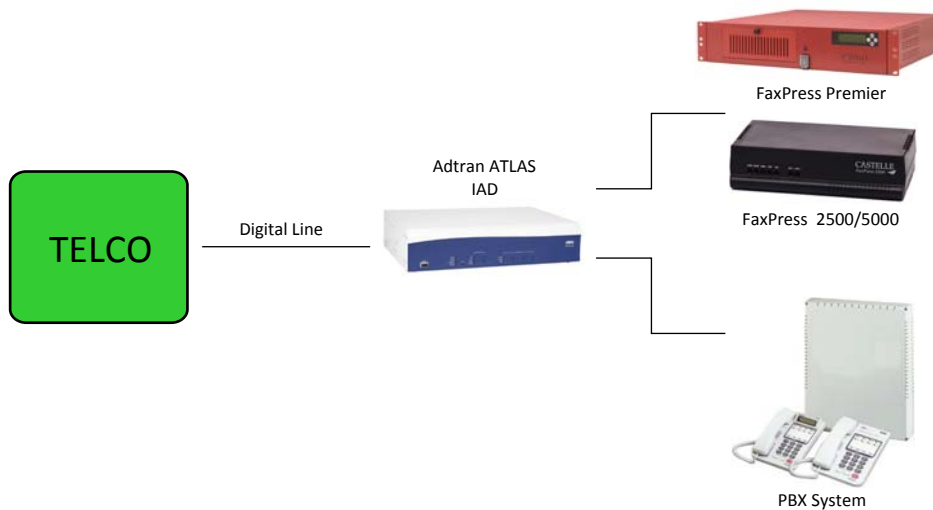 FaxPress Premier
Adtran ATLAS
IAD
CASTELLE
TELCO
Digital Line
FaxPress 2500/5000
PBX System